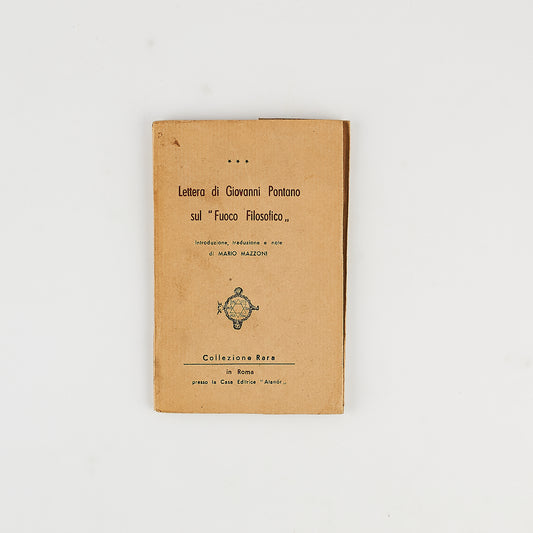 * * *
Lettera di Giovanni Pontano
sul "Fuoco Filosofico„
Introduzione, traduzione e note
di MARIO MAZZONI
Collezione Rara
in Roma
presso la Casa Editrice "Alanòr„